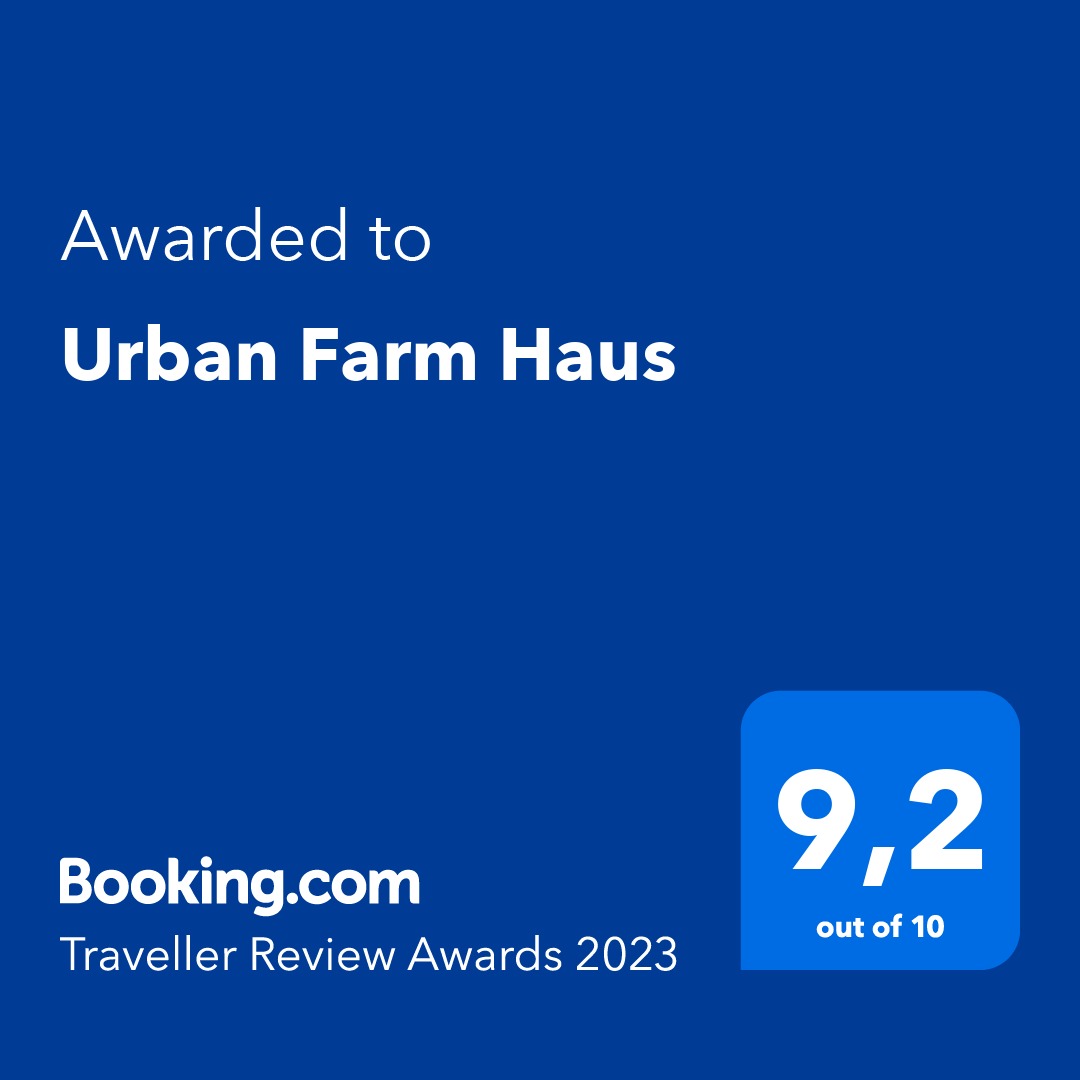 Awarded to
Urban Farm Haus
9,2
out of 10
Booking.com
Traveller Review Awards 2023